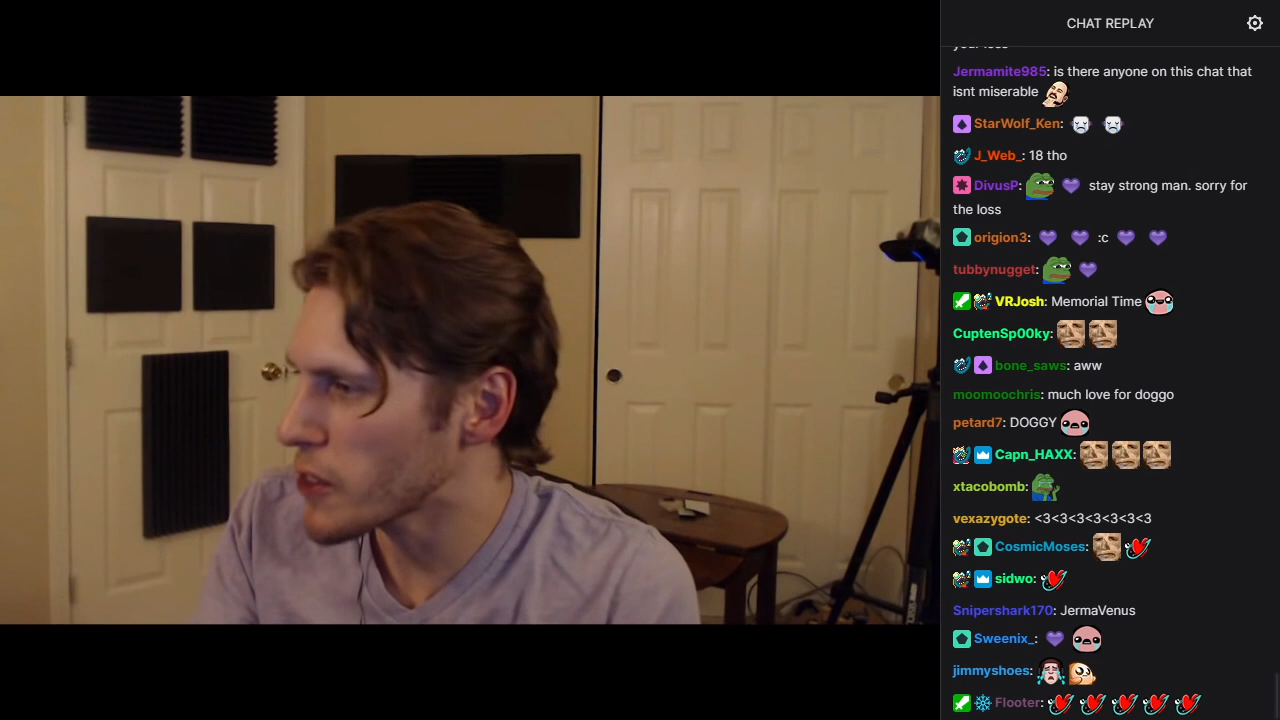 CHAT REPLAY
Jermamite985: is there anyone on this chat that
isnt miserable
StarWolf_Ken:
J_Web_: 18 tho
DivusP: stay strong man. sorry for
the loss
origion3: :c
tubbynugget:
VRJosh: Memorial Time
CuptenSp00ky:
bone_saws: aww
moomoochris: much love for doggo
petard7: DOGGY
Capn_HAXX:
xtacobomb:
vexazygote: <3<3<3<3<3<3<3
CosmicMoses:
sidwo:
Snipershark170: JermaVenus
Sweenix_:
jimmyshoes:
Flooter: